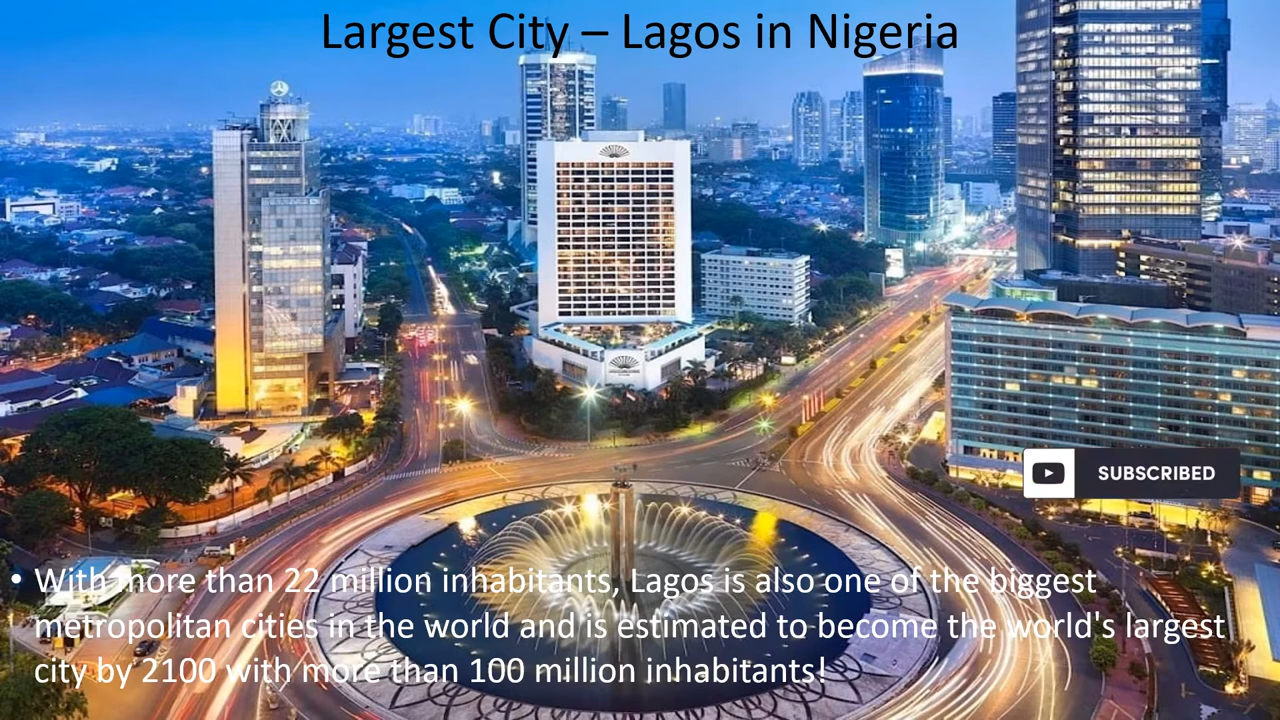 Largest City – Lagos in Nigeria
SUBSCRIBED
• With more than 22 million inhabitants, Lagos is also one of the biggest
metropolitan cities in the world and is estimated to become the world's largest
city by 2100 with more than 100 million inhabitants!